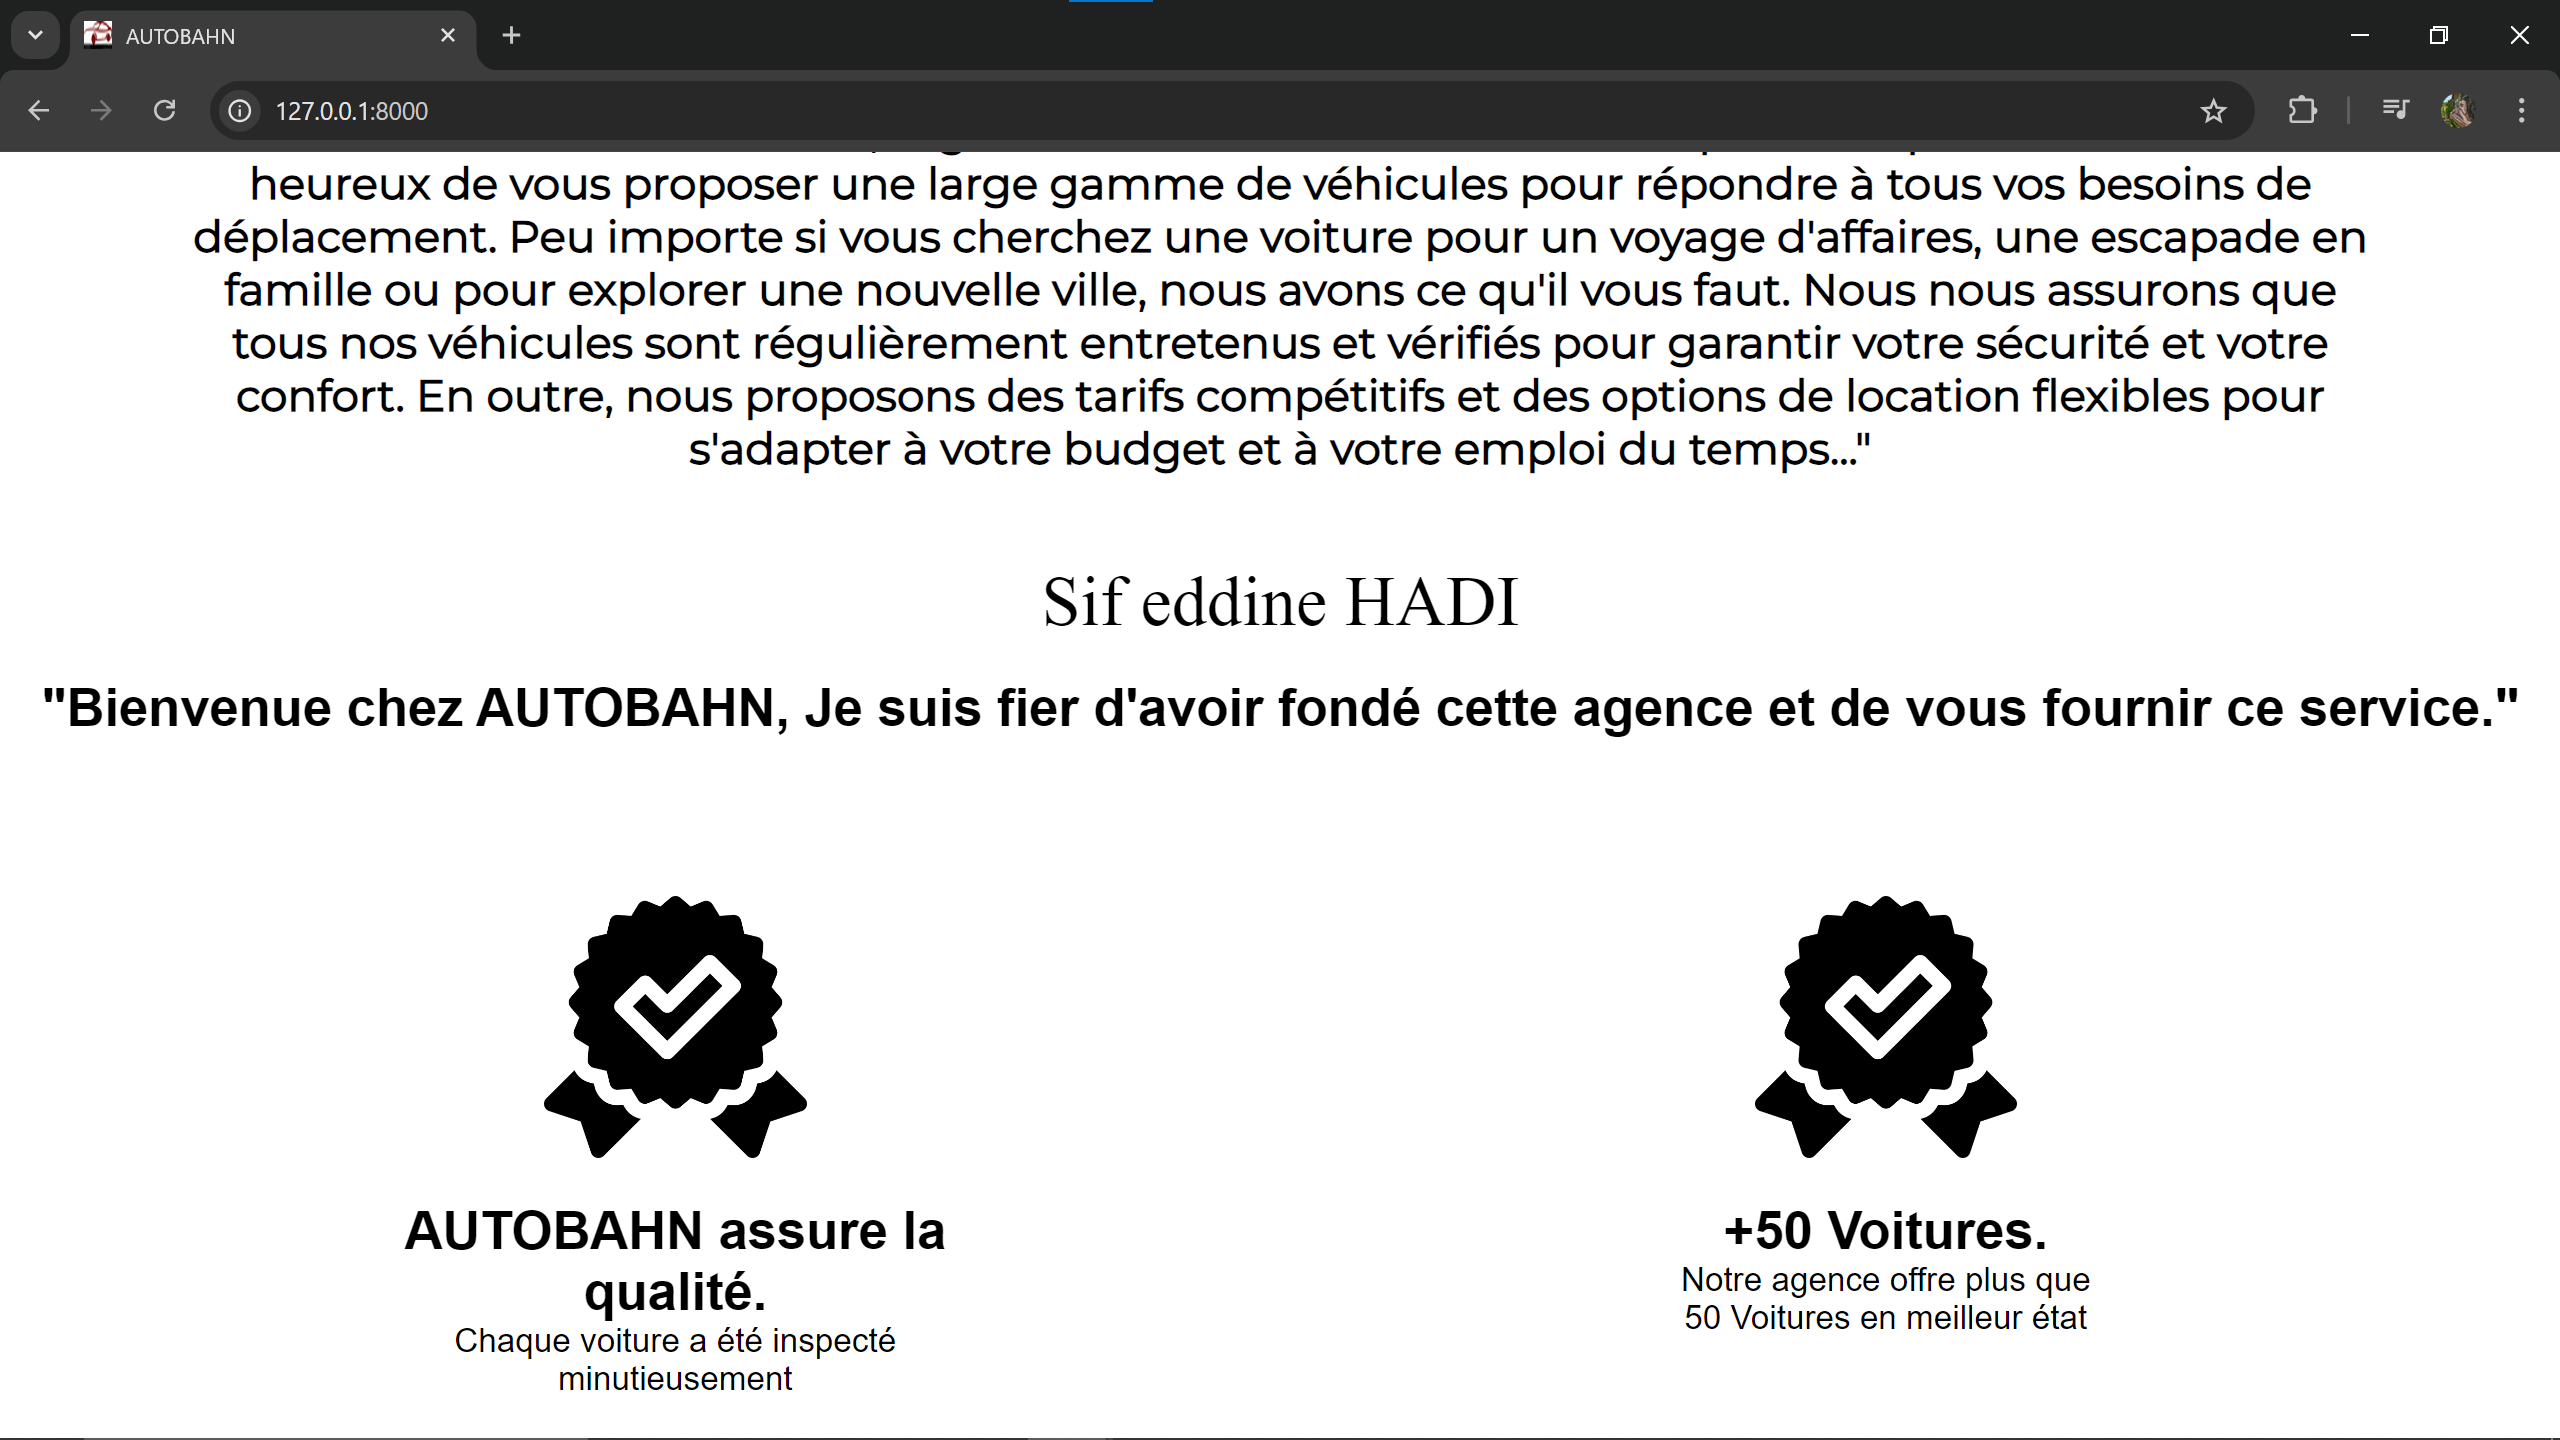 AUTOBAHN
127.0.0.1:8000
heureux de vous proposer une large gamme de véhicules pour répondre à tous vos besoins de
déplacement. Peu importe si vous cherchez une voiture pour un voyage d'affaires, une escapade en
famille ou pour explorer une nouvelle ville, nous avons ce qu'il vous faut. Nous nous assurons que
tous nos véhicules sont régulièrement entretenus et vérifiés pour garantir votre sécurité et votre
confort. En outre, nous proposons des tarifs compétitifs et des options de location flexibles pour
s'adapter à votre budget et à votre emploi du temps..."
Sif eddine HADI
"Bienvenue chez AUTOBAHN, Je suis fier d'avoir fondé cette agence et de vous fournir ce service."
AUTOBAHN assure la
qualité.
Chaque voiture a été inspecté
minutieusement
+50 Voitures.
Notre agence offre plus que
50 Voitures en meilleur état